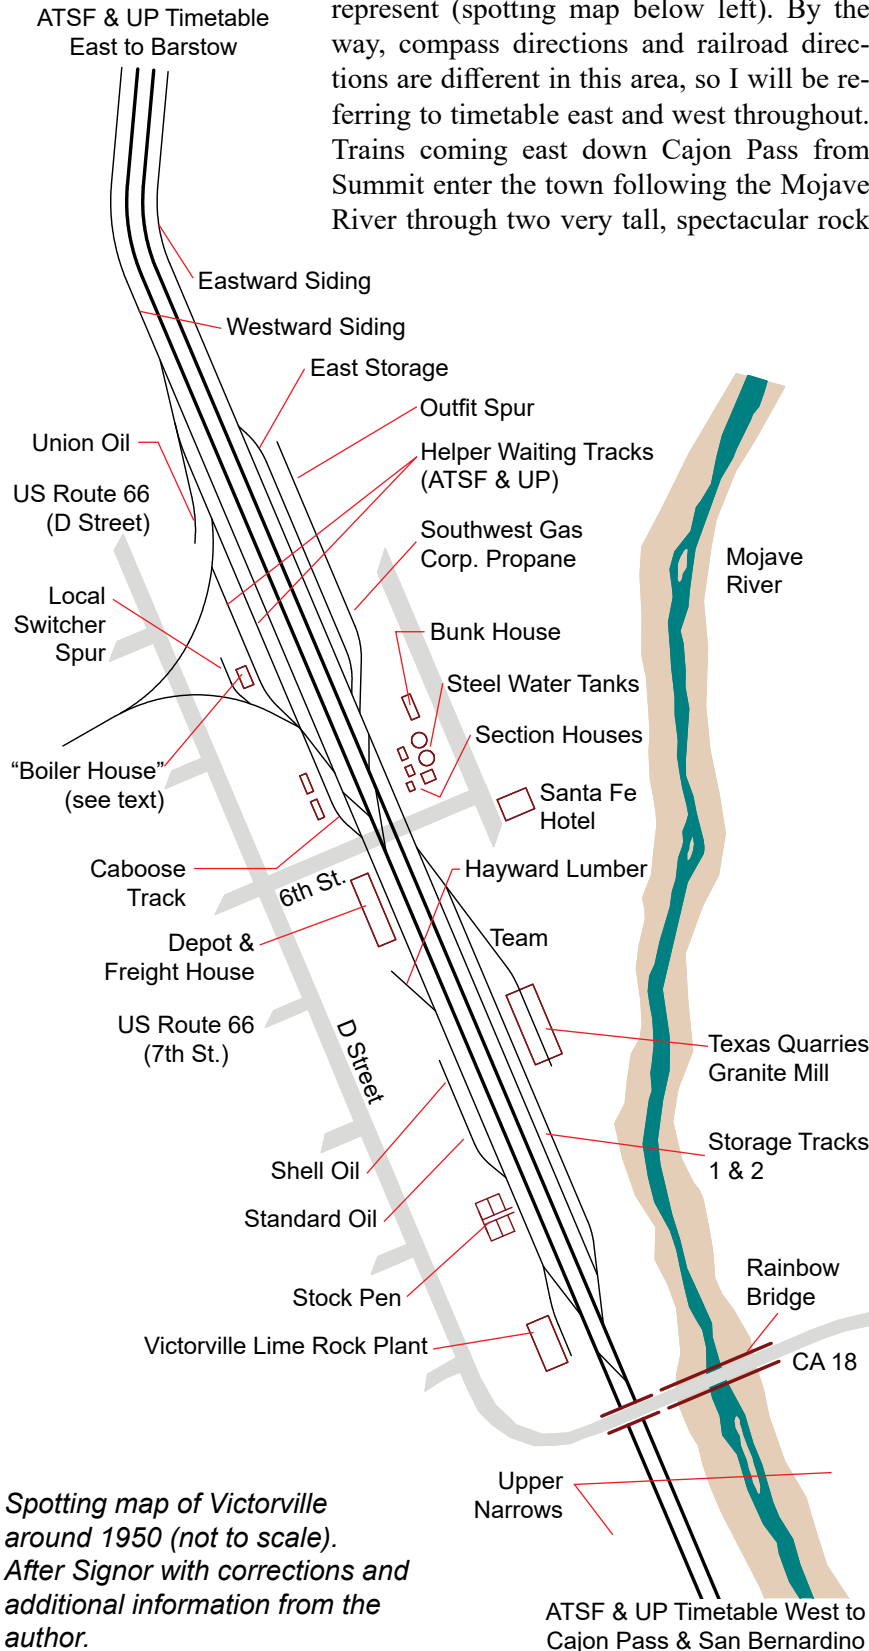 ATSF & UP Timetable
East to Barstow
represent (spotting map below left). By the
way, compass directions and railroad direc-
tions are different in this area, so I will be re-
ferring to timetable east and west throughout.
Trains coming east down Cajon Pass from
Summit enter the town following the Mojave
River through two very tall, spectacular rock
Eastward Siding
Westward Siding
East Storage
Outfit Spur
Union Oil
Helper Waiting Tracks
(ATSF & UP)
US Route 66
(D Street)
Southwest Gas
Corp. Propane
Mojave
River
Local
Switcher
Spur
Bunk House
Steel Water Tanks
Section Houses
“Boiler House”
(see text)
Santa Fe
Hotel
Caboose
Track
6th St.
Hayward Lumber
Depot &
Freight House
Team
US Route 66
(7th St.)
D Street
Texas Quarries
Granite Mill
Storage Tracks
1 & 2
Shell Oil
Standard Oil
Stock Pen
Rainbow
Bridge
Victorville Lime Rock Plant
CA 18
Upper
Narrows
Spotting map of Victorville
around 1950 (not to scale).
After Signor with corrections and
additional information from the
author.
ATSF & UP Timetable West to
Cajon Pass & San Bernardino